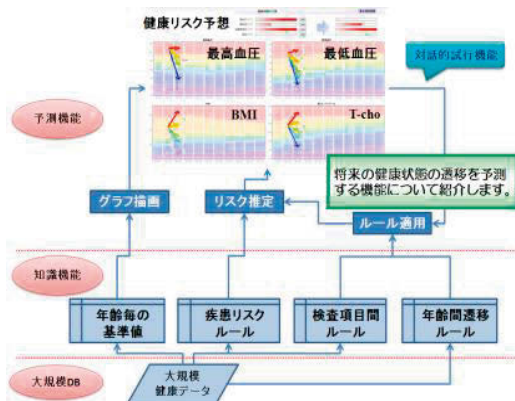 健康リスク予想
最高血圧
最低血圧
対話的試行機能
予測機能
BMI
T-cho
将来の健康状態の遷移を予測
する機能について紹介します。
グラフ描画
リスク推定
ルール適用
知識機能
年齢毎の
基準値
疾患リスク
ルール
検査項目間
ルール
年齢間遷移
ルール
大規模DB
大規模
健康データ